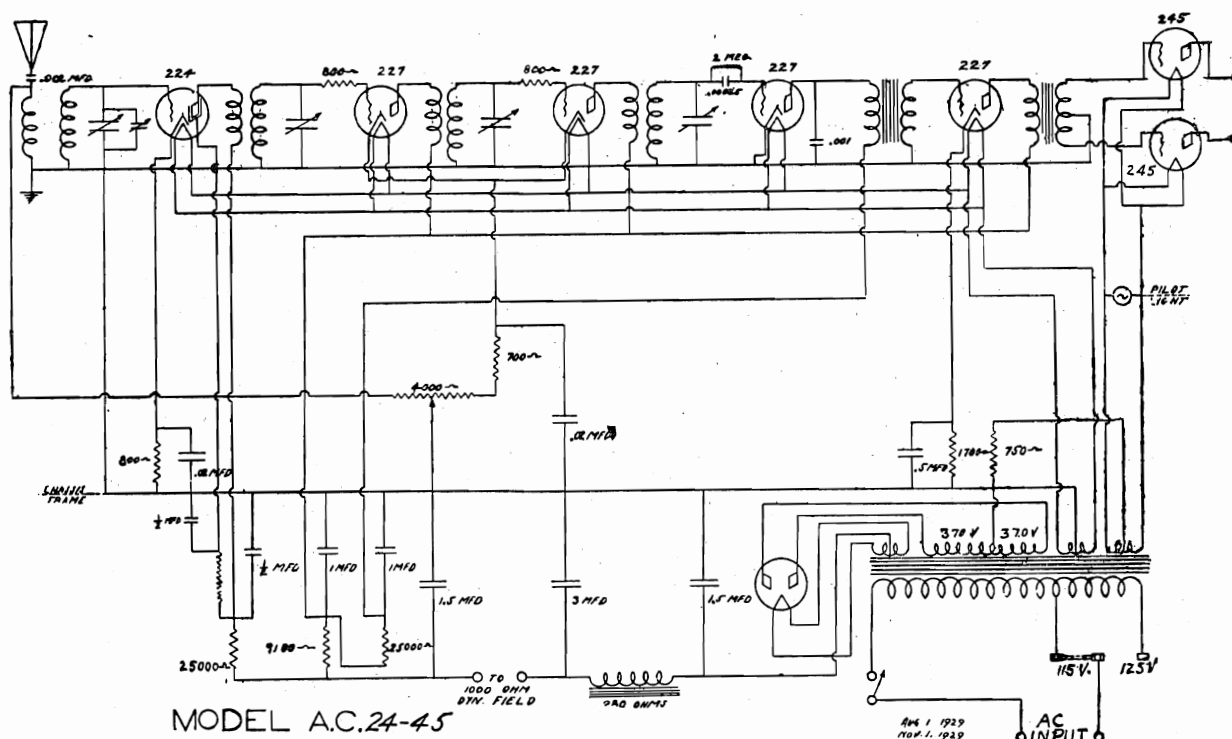 .002 MFD
224
800~
227
800~
227
2 MEG
.00025
227
.001
227
245
245
PILOT
LIGHT
700~
4000~
.02 MFD
800~
.02 MFD
.5 MFD
1700~
750~
CHASSIS
FRAME
½ MFD
½ MFD
1 MFD
1 MFD
1.5 MFD
3 MFD
1.5 MFD
370 V
370 V
25000~
9100~
25000~
TO
1000 OHM
DYN. FIELD
115 V.
125 V
MODEL A.C. 24-45
AUG 1 1929
NOV. 1. 1929
AC
INPUT